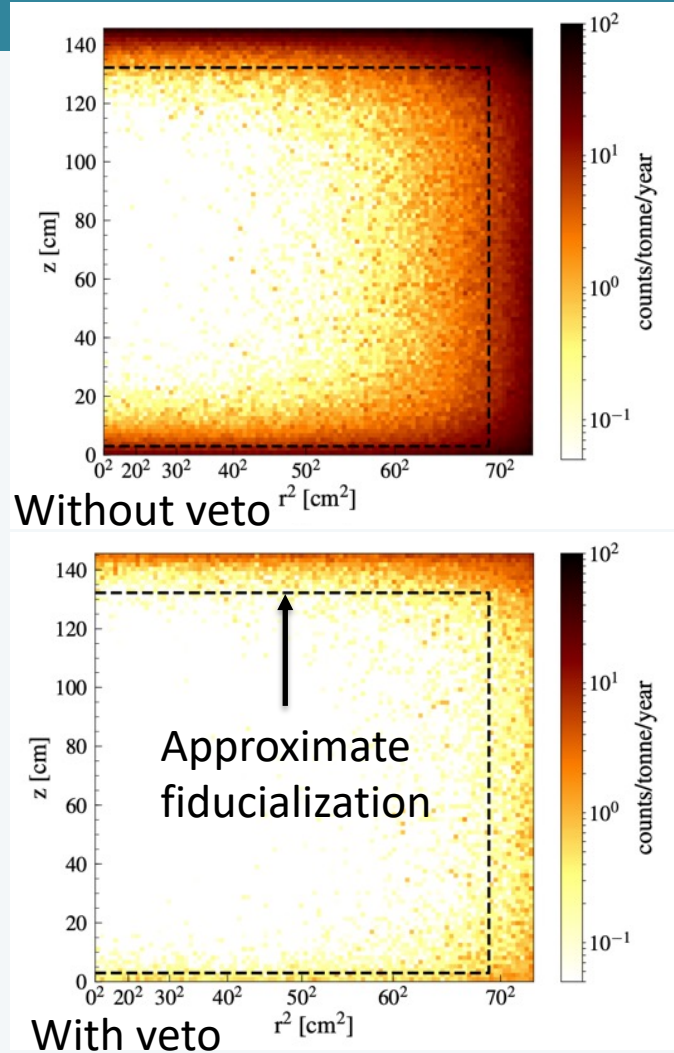 10²
140
120
10¹
100
z [cm]
80
counts/tonne/year
60
10⁰
40
20
10⁻¹
0
0² 20² 30² 40² 50² 60² 70²
Without veto r² [cm²]
10²
140
120
10¹
100
Approximate
fiducialization
z [cm]
80
counts/tonne/year
60
10⁰
40
20
10⁻¹
0
0² 20² 30² 40² 50² 60² 70²
With veto r² [cm²]